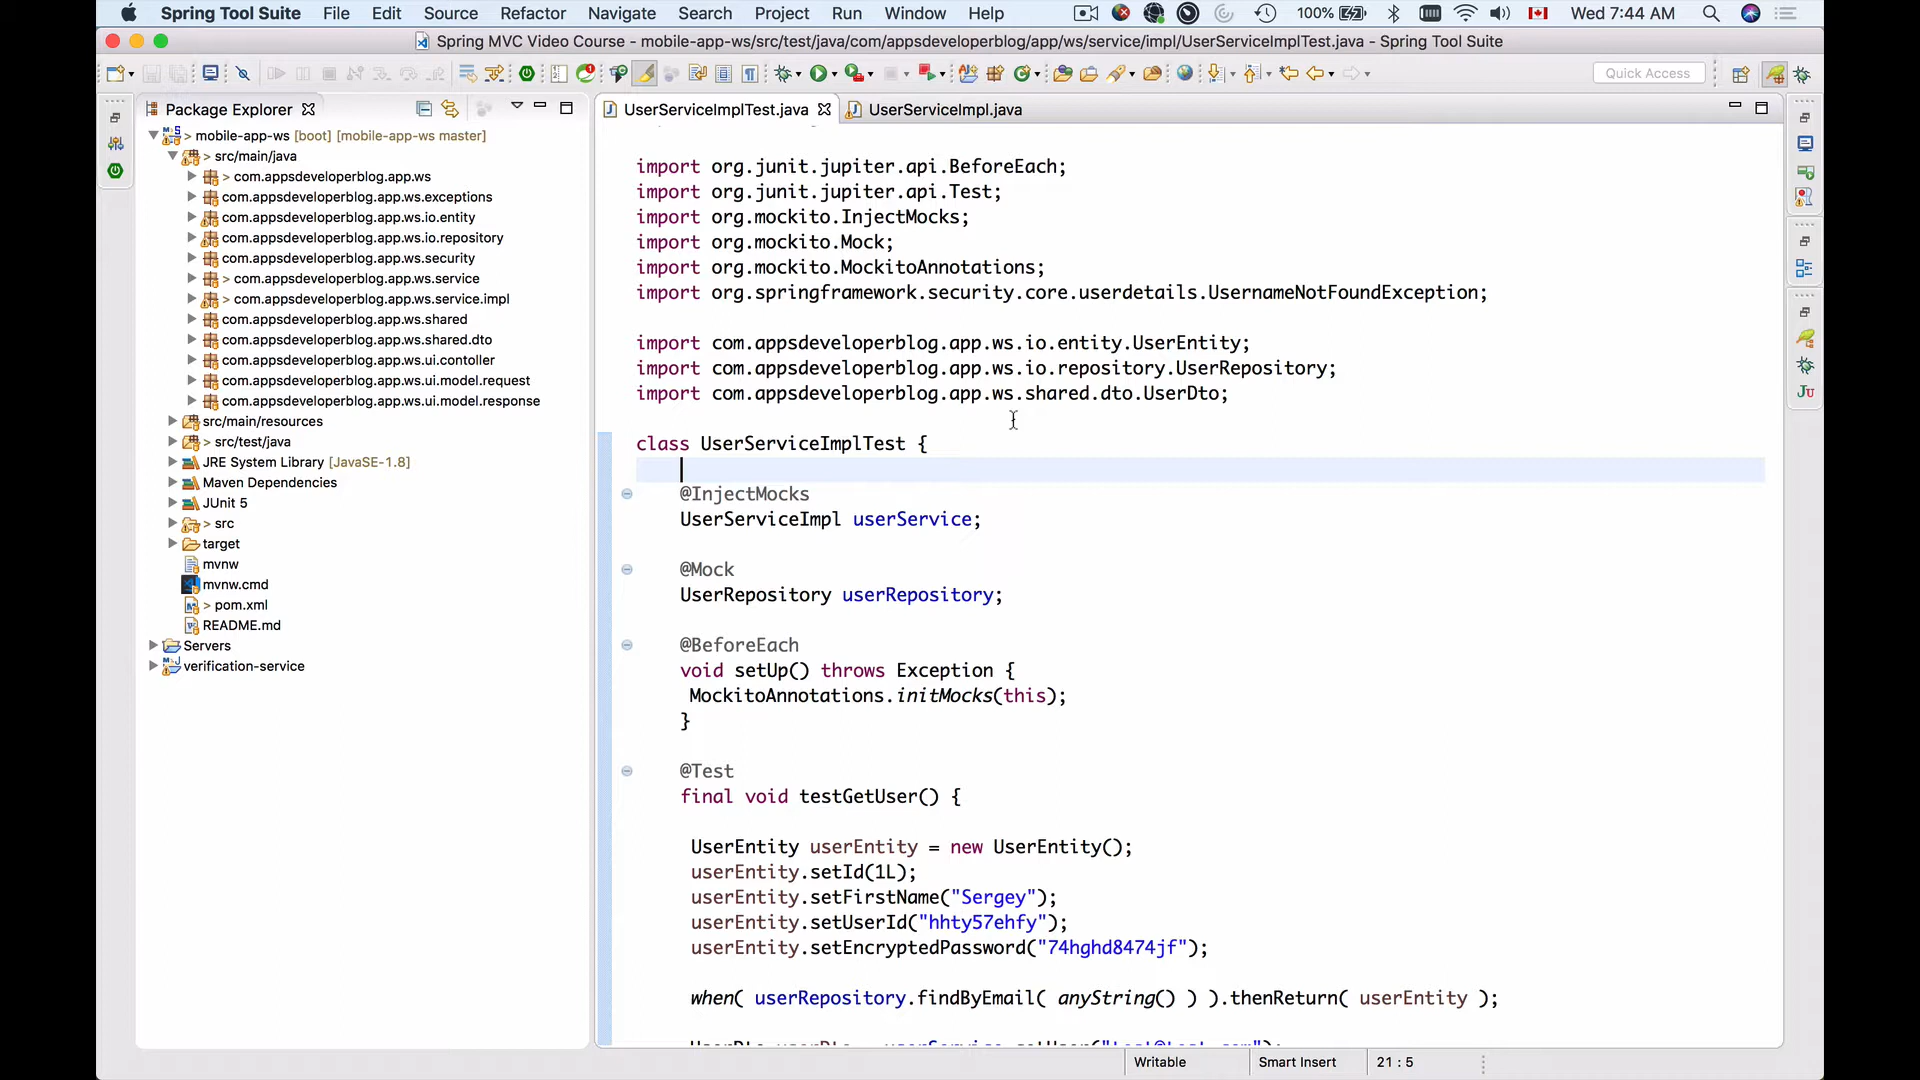 Spring Tool Suite File Edit Source Refactor Navigate Search Project Run Window Help 100% Wed 7:44 AM
Spring MVC Video Course - mobile-app-ws/src/test/java/com/appsdeveloperblog/app/ws/service/impl/UserServiceImplTest.java - Spring Tool Suite
Quick Access
Package Explorer
mobile-app-ws [boot] [mobile-app-ws master]
> src/main/java
> com.appsdeveloperblog.app.ws
com.appsdeveloperblog.app.ws.exceptions
com.appsdeveloperblog.app.ws.io.entity
com.appsdeveloperblog.app.ws.io.repository
com.appsdeveloperblog.app.ws.security
> com.appsdeveloperblog.app.ws.service
> com.appsdeveloperblog.app.ws.service.impl
com.appsdeveloperblog.app.ws.shared
com.appsdeveloperblog.app.ws.shared.dto
com.appsdeveloperblog.app.ws.ui.contoller
com.appsdeveloperblog.app.ws.ui.model.request
com.appsdeveloperblog.app.ws.ui.model.response
src/main/resources
> src/test/java
JRE System Library [JavaSE-1.8]
Maven Dependencies
JUnit 5
> src
target
mvnw
mvnw.cmd
> pom.xml
README.md
Servers
verification-service
UserServiceImplTest.java UserServiceImpl.java
import org.junit.jupiter.api.BeforeEach;
import org.junit.jupiter.api.Test;
import org.mockito.InjectMocks;
import org.mockito.Mock;
import org.mockito.MockitoAnnotations;
import org.springframework.security.core.userdetails.UsernameNotFoundException;
import com.appsdeveloperblog.app.ws.io.entity.UserEntity;
import com.appsdeveloperblog.app.ws.io.repository.UserRepository;
import com.appsdeveloperblog.app.ws.shared.dto.UserDto;
class UserServiceImplTest {
@InjectMocks
UserServiceImpl userService;
@Mock
UserRepository userRepository;
@BeforeEach
void setUp() throws Exception {
MockitoAnnotations.initMocks(this);
}
@Test
final void testGetUser() {
UserEntity userEntity = new UserEntity();
userEntity.setId(1L);
userEntity.setFirstName("Sergey");
userEntity.setUserId("hhty57ehfy");
userEntity.setEncryptedPassword("74hghd8474jf");
when( userRepository.findByEmail( anyString() ) ).thenReturn( userEntity );
Writable Smart Insert 21 : 5